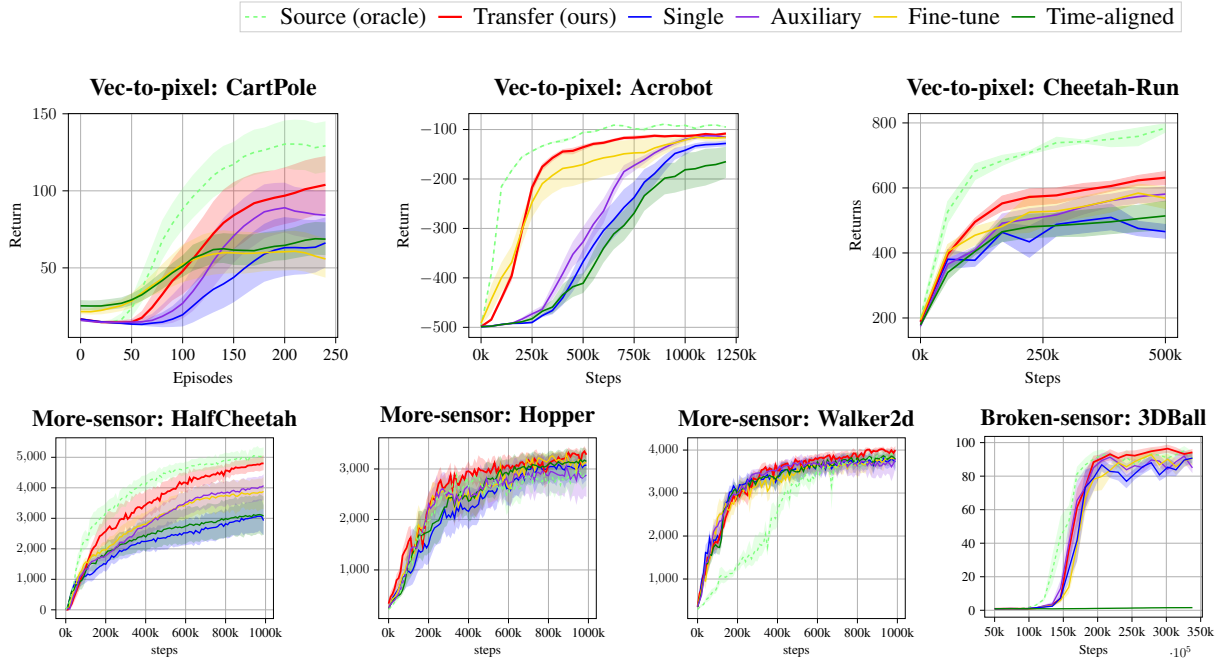 Source (oracle) Transfer (ours) Single Auxiliary Fine-tune Time-aligned
Vec-to-pixel: CartPole
150
100
50
Return
0 50 100 150 200 250
Episodes
Vec-to-pixel: Acrobot
−100
−200
−300
−400
−500
Return
0k 250k 500k 750k 1000k 1250k
Steps
Vec-to-pixel: Cheetah-Run
800
600
400
200
Returns
0k 250k 500k
Steps
More-sensor: HalfCheetah
5,000
4,000
3,000
2,000
1,000
0
0k 200k 400k 600k 800k 1000k
steps
More-sensor: Hopper
3,000
2,000
1,000
0k 200k 400k 600k 800k 1000k
steps
More-sensor: Walker2d
4,000
3,000
2,000
1,000
0k 200k 400k 600k 800k 1000k
steps
Broken-sensor: 3DBall
100
80
60
40
20
0
50k 100k 150k 200k 250k 300k 350k
Steps
·10⁵